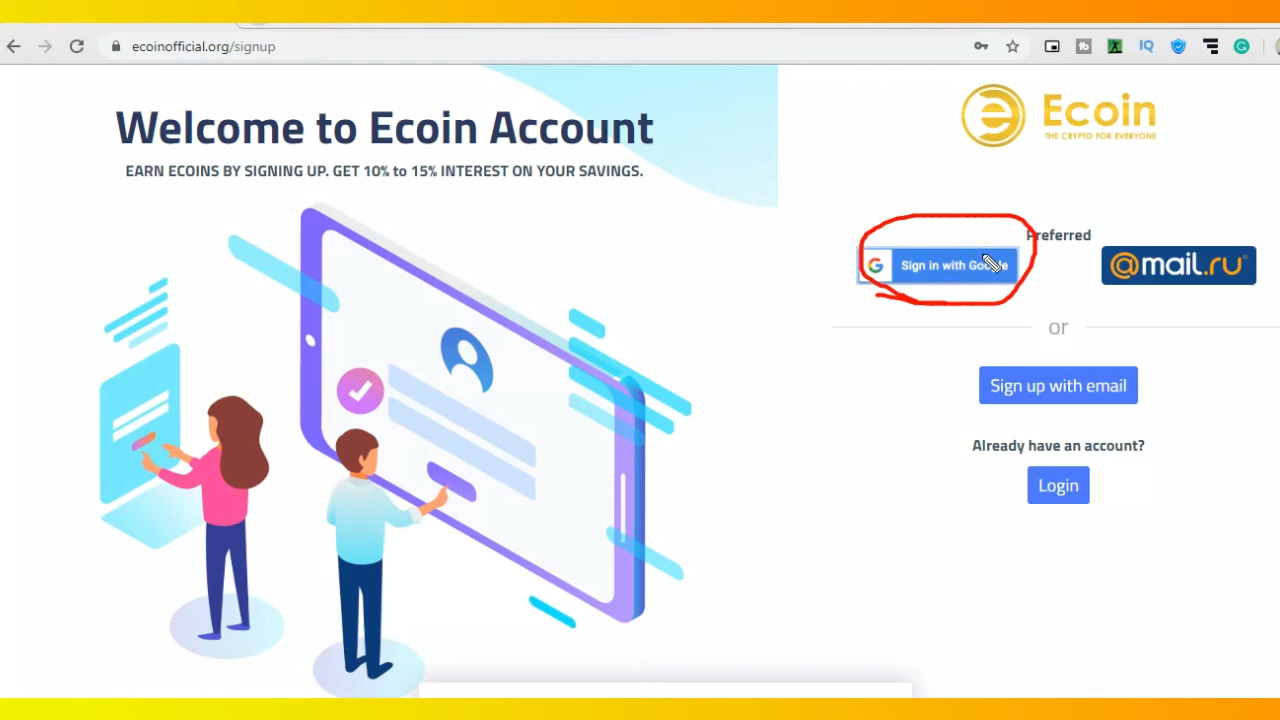 ecoinofficial.org/signup
IQ
Welcome to Ecoin Account
EARN ECOINS BY SIGNING UP. GET 10% to 15% INTEREST ON YOUR SAVINGS.
Ecoin
THE CRYPTO FOR EVERYONE
Preferred
Sign in with Google
@mail.ru
or
Sign up with email
Already have an account?
Login